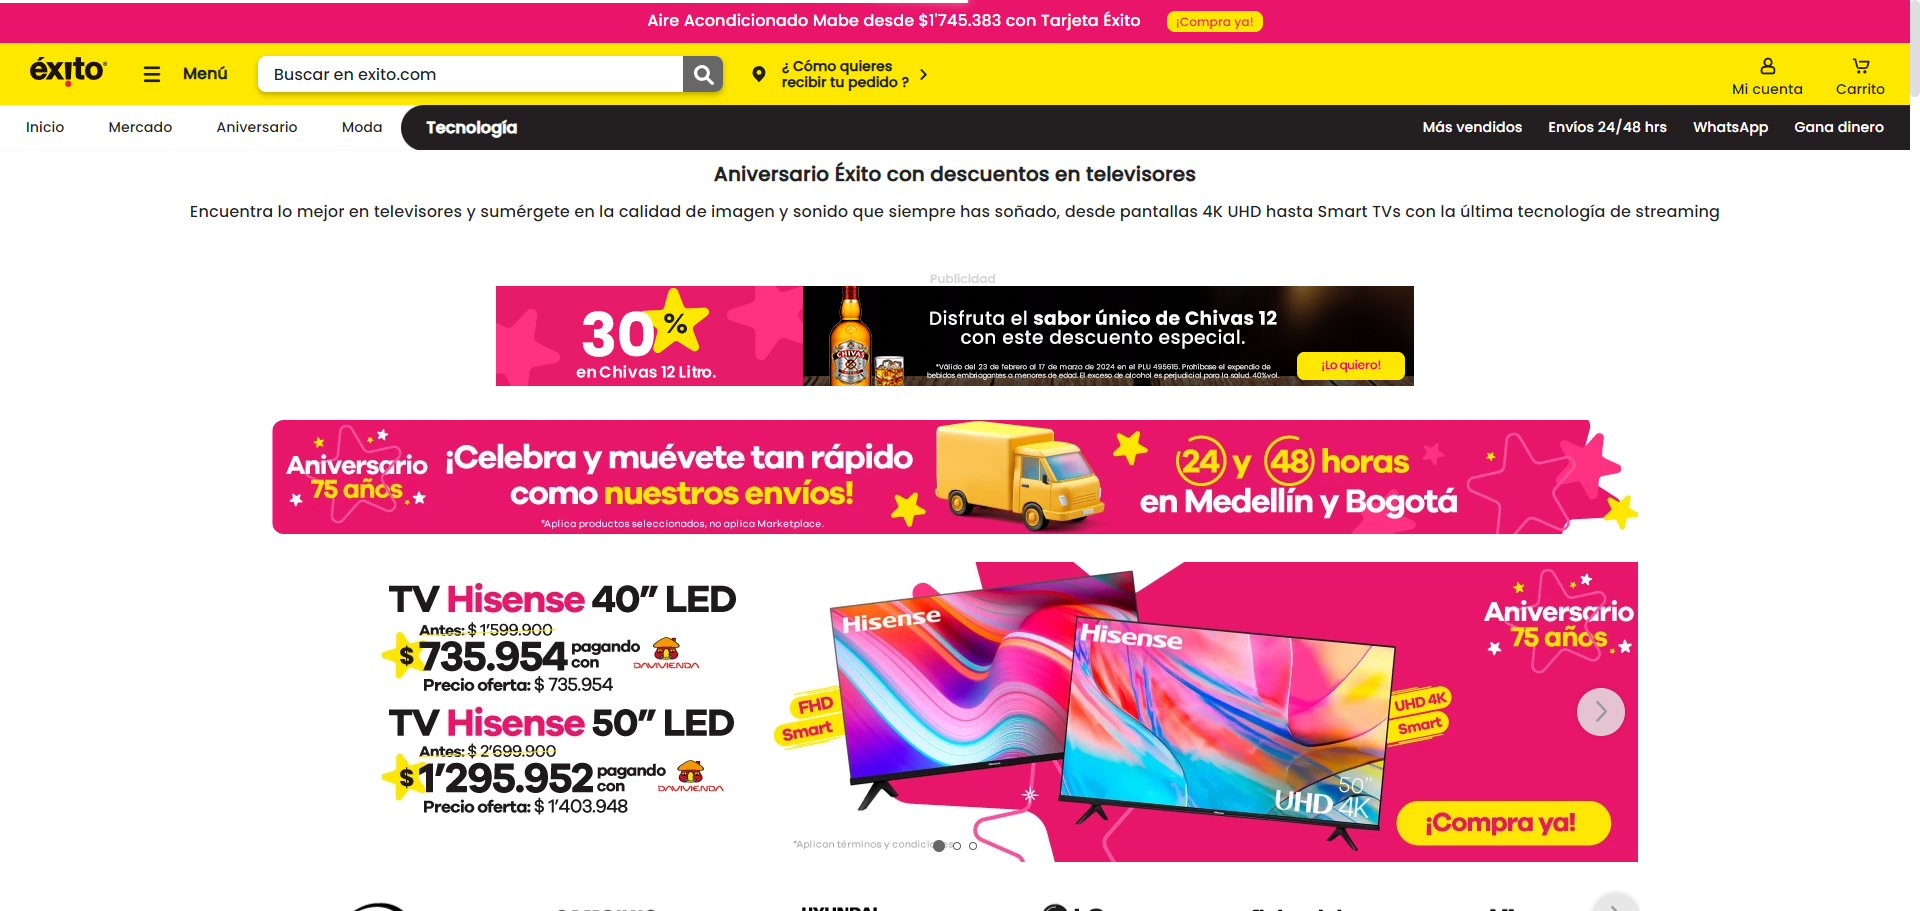 Aire Acondicionado Mabe desde $1'745.383 con Tarjeta Éxito
¡Compra ya!
éxito
Menú
Buscar en exito.com
¿ Cómo quieres
recibir tu pedido ?
Mi cuenta
Carrito
Inicio
Mercado
Aniversario
Moda
Tecnología
Más vendidos
Envíos 24/48 hrs
WhatsApp
Gana dinero
Aniversario Éxito con descuentos en televisores
Encuentra lo mejor en televisores y sumérgete en la calidad de imagen y sonido que siempre has soñado, desde pantallas 4K UHD hasta Smart TVs con la última tecnología de streaming
Publicidad
30%
en Chivas 12 Litro.
CHIVAS
Disfruta el sabor único de Chivas 12
con este descuento especial.
*Válido del 23 de febrero al 17 de marzo de 2024 en el PLU 495615. Prohíbase el expendio de
bebidas embriagantes a menores de edad. El exceso de alcohol es perjudicial para la salud. 40%vol.
¡Lo quiero!
Aniversario
75 años
¡Celebra y muévete tan rápido
como nuestros envíos!
*Aplica productos seleccionados, no aplica Marketplace.
24 y 48 horas
en Medellín y Bogotá
TV Hisense 40" LED
Antes: $ 1'599.900
$ 735.954 pagando con DAVIVIENDA
Precio oferta: $ 735.954
TV Hisense 50" LED
Antes: $ 2'699.900
$ 1'295.952 pagando con DAVIVIENDA
Precio oferta: $ 1'403.948
Hisense
Hisense
FHD
Smart
UHD 4K
Smart
50"
UHD 4K
Aniversario
75 años
¡Compra ya!
*Aplican términos y condiciones
HYUNDAI